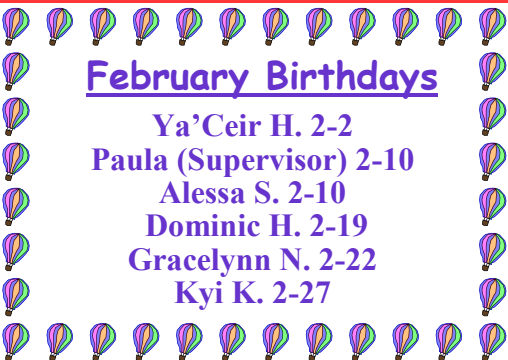 February Birthdays
Ya’Ceir H. 2-2
Paula (Supervisor) 2-10
Alessa S. 2-10
Dominic H. 2-19
Gracelynn N. 2-22
Kyi K. 2-27